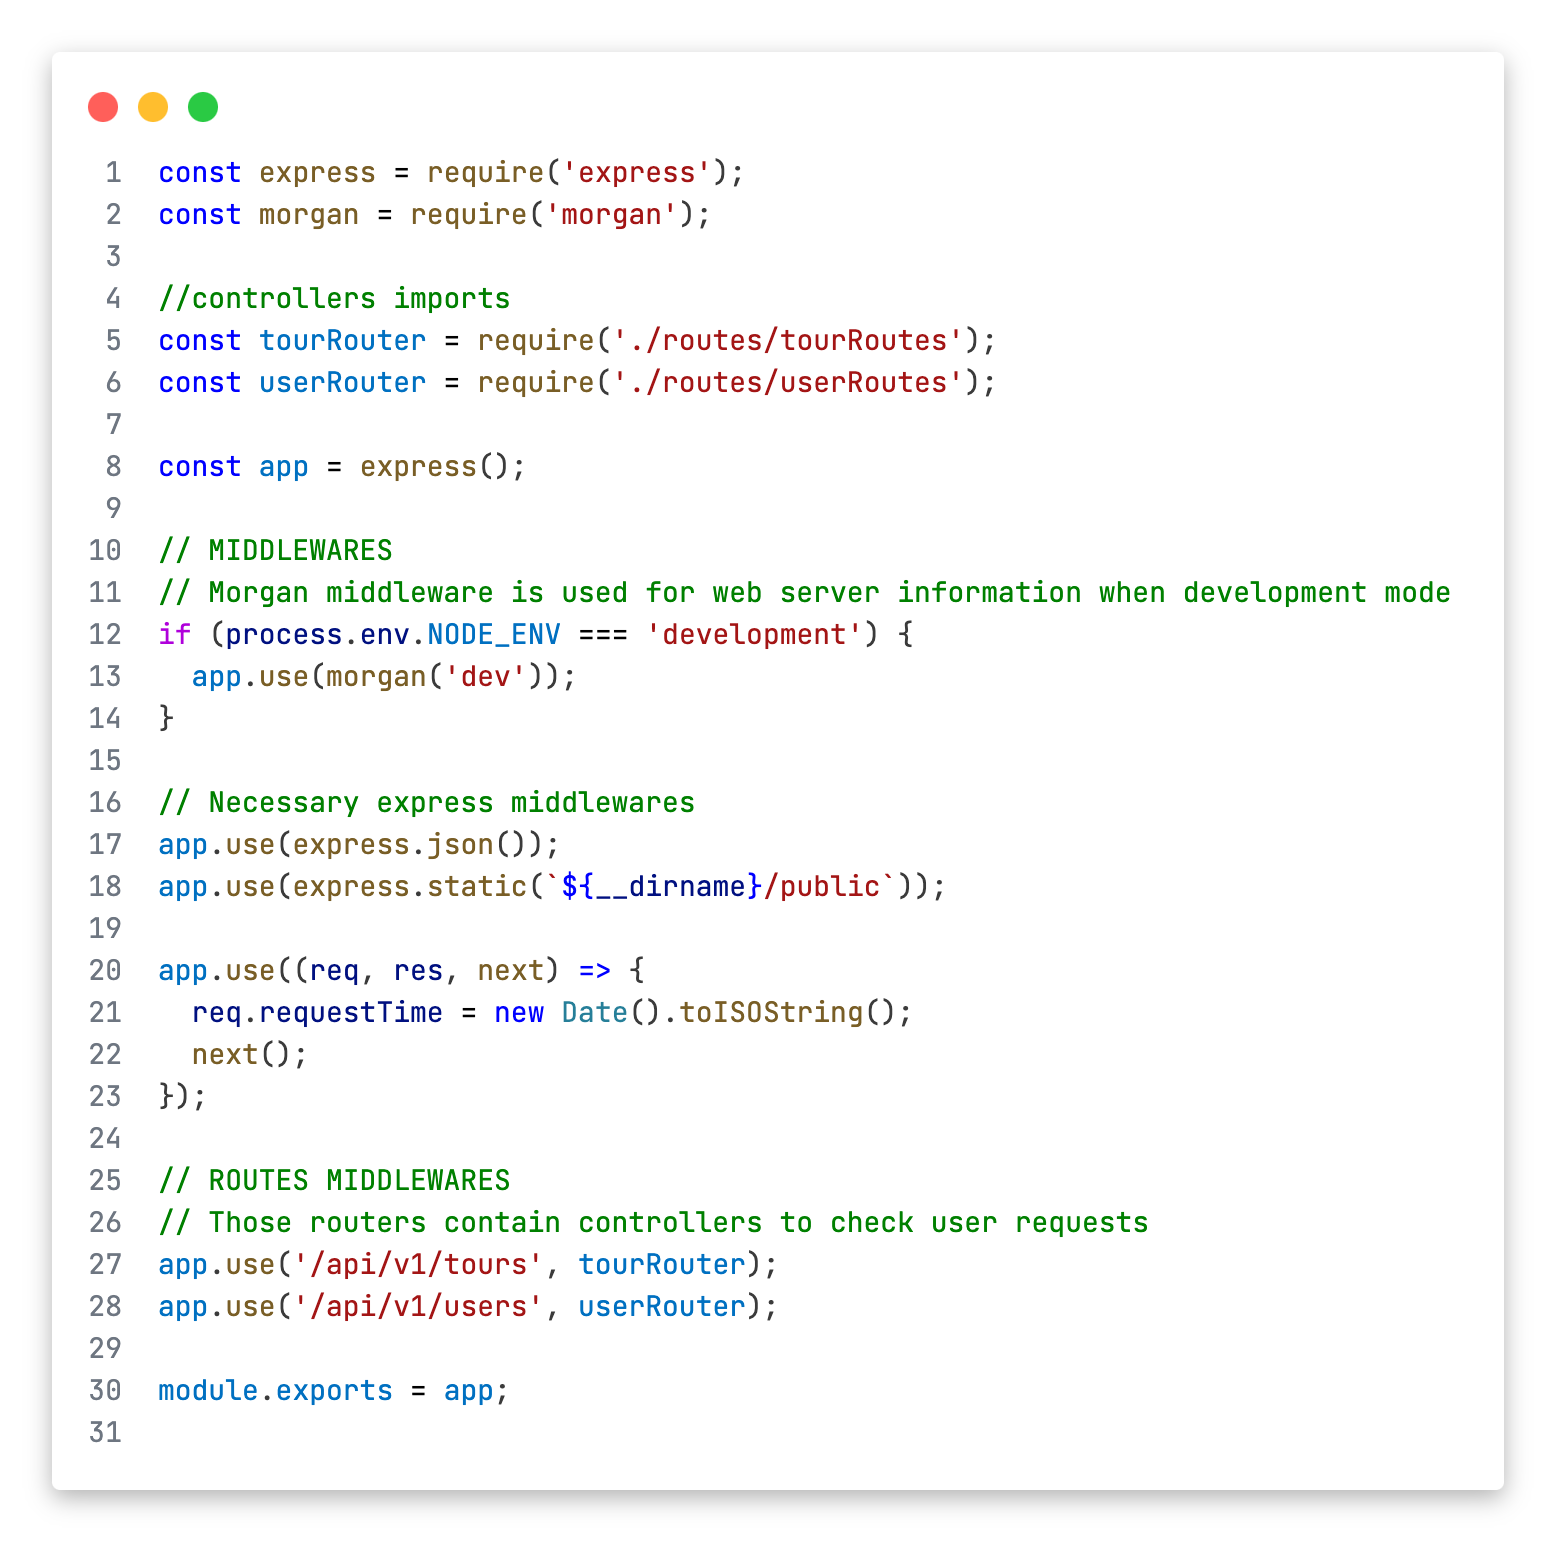 1 const express = require('express');
2 const morgan = require('morgan');
3
4 //controllers imports
5 const tourRouter = require('./routes/tourRoutes');
6 const userRouter = require('./routes/userRoutes');
7
8 const app = express();
9
10 // MIDDLEWARES
11 // Morgan middleware is used for web server information when development mode
12 if (process.env.NODE_ENV === 'development') {
13   app.use(morgan('dev'));
14 }
15
16 // Necessary express middlewares
17 app.use(express.json());
18 app.use(express.static(`${__dirname}/public`));
19
20 app.use((req, res, next) => {
21   req.requestTime = new Date().toISOString();
22   next();
23 });
24
25 // ROUTES MIDDLEWARES
26 // Those routers contain controllers to check user requests
27 app.use('/api/v1/tours', tourRouter);
28 app.use('/api/v1/users', userRouter);
29
30 module.exports = app;
31